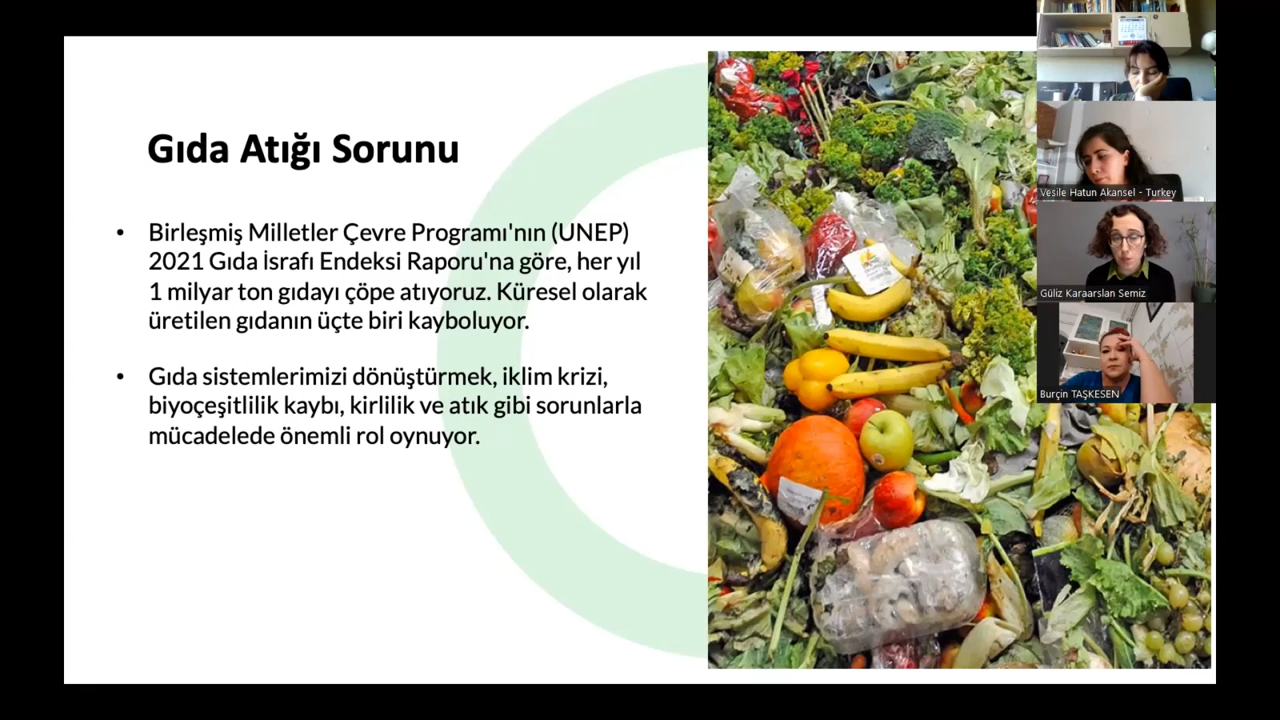 Gıda Atığı Sorunu
• Birleşmiş Milletler Çevre Programı'nın (UNEP)
2021 Gıda İsrafı Endeksi Raporu'na göre, her yıl
1 milyar ton gıdayı çöpe atıyoruz. Küresel olarak
üretilen gıdanın üçte biri kayboluyor.
• Gıda sistemlerimizi dönüştürmek, iklim krizi,
biyoçeşitlilik kaybı, kirlilik ve atık gibi sorunlarla
mücadelede önemli rol oynuyor.
Vesile Hatun Akansel - Turkey
Güliz Karaarslan Semiz
Burçin TAŞKESEN